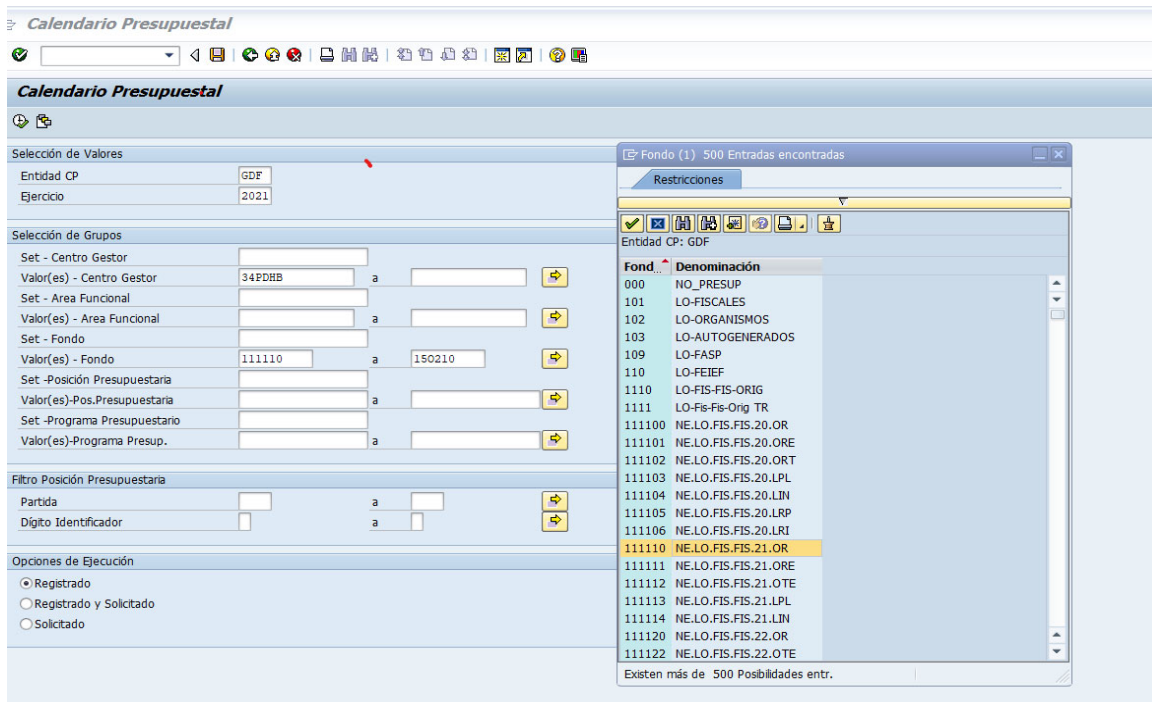 Calendario Presupuestal
Calendario Presupuestal
Selección de Valores
Entidad CP GDF
Ejercicio 2021
Selección de Grupos
Set - Centro Gestor
Valor(es) - Centro Gestor 34PDHB a
Set - Area Funcional
Valor(es) - Area Funcional a
Set - Fondo
Valor(es) - Fondo 111110 a 150210
Set -Posición Presupuestaria
Valor(es)-Pos.Presupuestaria a
Set -Programa Presupuestario
Valor(es)-Programa Presup. a
Filtro Posición Presupuestaria
Partida a
Dígito Identificador a
Opciones de Ejecución
Registrado
Registrado y Solicitado
Solicitado
Fondo (1) 500 Entradas encontradas
Restricciones
Entidad CP: GDF
Fond... Denominación
000 NO_PRESUP
101 LO-FISCALES
102 LO-ORGANISMOS
103 LO-AUTOGENERADOS
109 LO-FASP
110 LO-FEIEF
1110 LO-FIS-FIS-ORIG
1111 LO-Fis-Fis-Orig TR
111100 NE.LO.FIS.FIS.20.OR
111101 NE.LO.FIS.FIS.20.ORE
111102 NE.LO.FIS.FIS.20.ORT
111103 NE.LO.FIS.FIS.20.LPL
111104 NE.LO.FIS.FIS.20.LIN
111105 NE.LO.FIS.FIS.20.LRP
111106 NE.LO.FIS.FIS.20.LRI
111110 NE.LO.FIS.FIS.21.OR
111111 NE.LO.FIS.FIS.21.ORE
111112 NE.LO.FIS.FIS.21.OTE
111113 NE.LO.FIS.FIS.21.LPL
111114 NE.LO.FIS.FIS.21.LIN
111120 NE.LO.FIS.FIS.22.OR
111122 NE.LO.FIS.FIS.22.OTE
Existen más de 500 Posibilidades entr.